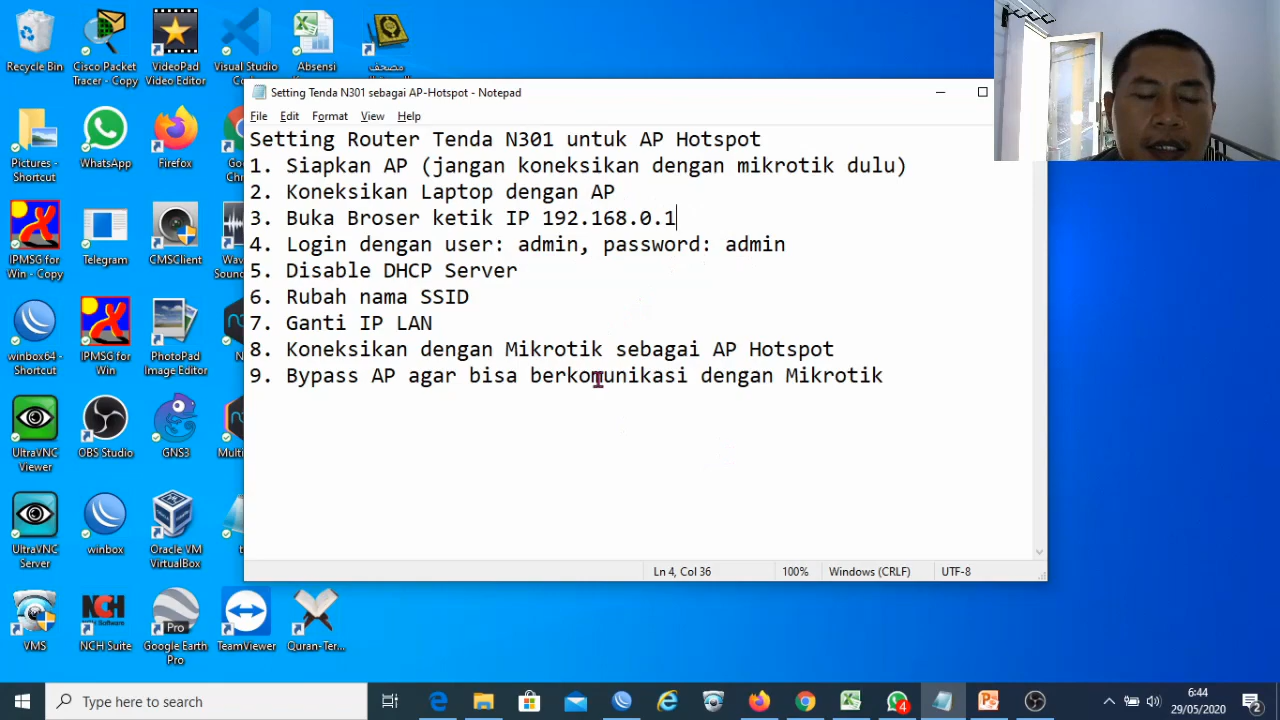 Recycle Bin
Cisco Packet
Tracer - Copy
VideoPad
Video Editor
Visual Studio
Absensi
مصحف
Pictures -
Shortcut
WhatsApp
Firefox
IPMSG for
Win - Copy
Telegram
CMSClient
winbox64 -
Shortcut
IPMSG for
Win
PhotoPad
Image Editor
UltraVNC
Viewer
OBS Studio
GNS3
UltraVNC
Server
winbox
Oracle VM
VirtualBox
VMS
NCH Suite
Google Earth
Pro
TeamViewer
Quran-Ter...
Setting Tenda N301 sebagai AP-Hotspot - Notepad
File Edit Format View Help
Setting Router Tenda N301 untuk AP Hotspot
1. Siapkan AP (jangan koneksikan dengan mikrotik dulu)
2. Koneksikan Laptop dengan AP
3. Buka Broser ketik IP 192.168.0.1
4. Login dengan user: admin, password: admin
5. Disable DHCP Server
6. Rubah nama SSID
7. Ganti IP LAN
8. Koneksikan dengan Mikrotik sebagai AP Hotspot
9. Bypass AP agar bisa berkomunikasi dengan Mikrotik
Ln 4, Col 36 100% Windows (CRLF) UTF-8
Type here to search
4
6:44
29/05/2020
2